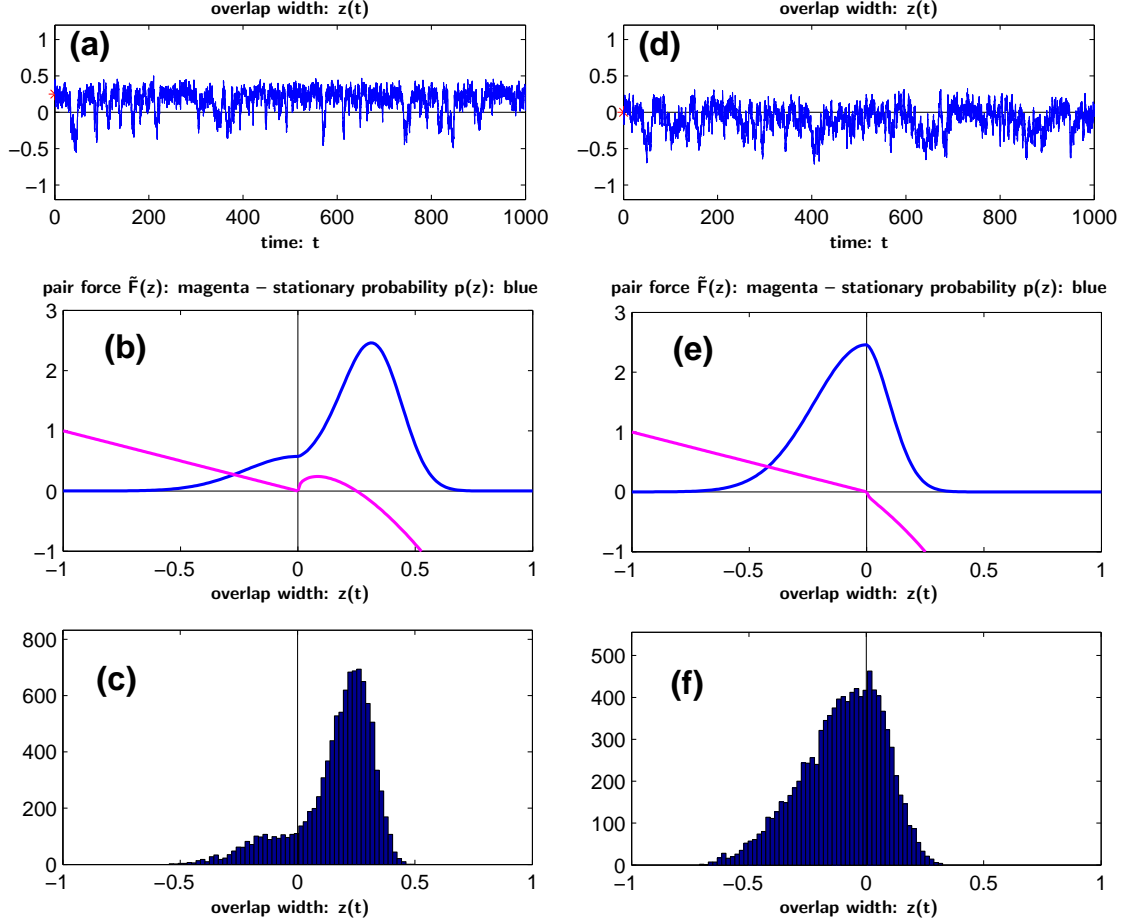 overlap width: z(t)
(a)
1
0.5
0
−0.5
−1
0 200 400 600 800 1000
time: t
overlap width: z(t)
(d)
1
0.5
0
−0.5
−1
0 200 400 600 800 1000
time: t
pair force F̃(z): magenta – stationary probability p(z): blue
(b)
3
2
1
0
−1
−1 −0.5 0 0.5 1
overlap width: z(t)
pair force F̃(z): magenta – stationary probability p(z): blue
(e)
3
2
1
0
−1
−1 −0.5 0 0.5 1
overlap width: z(t)
(c)
800
600
400
200
0
−1 −0.5 0 0.5 1
overlap width: z(t)
(f)
500
400
300
200
100
0
−1 −0.5 0 0.5 1
overlap width: z(t)